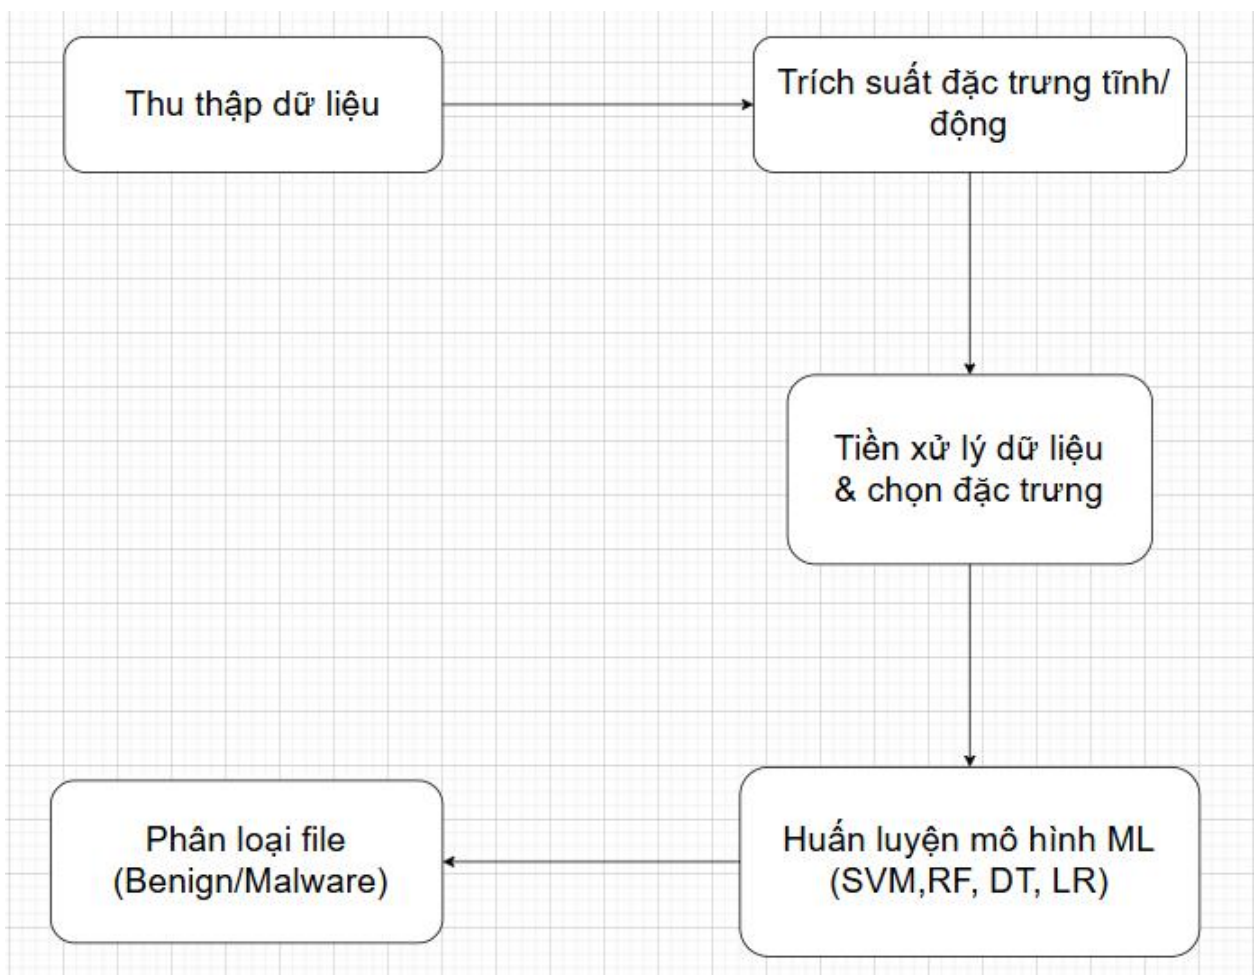 Thu thập dữ liệu
Trích suất đặc trưng tĩnh/
động
Tiền xử lý dữ liệu
& chọn đặc trưng
Huấn luyện mô hình ML
(SVM,RF, DT, LR)
Phân loại file
(Benign/Malware)